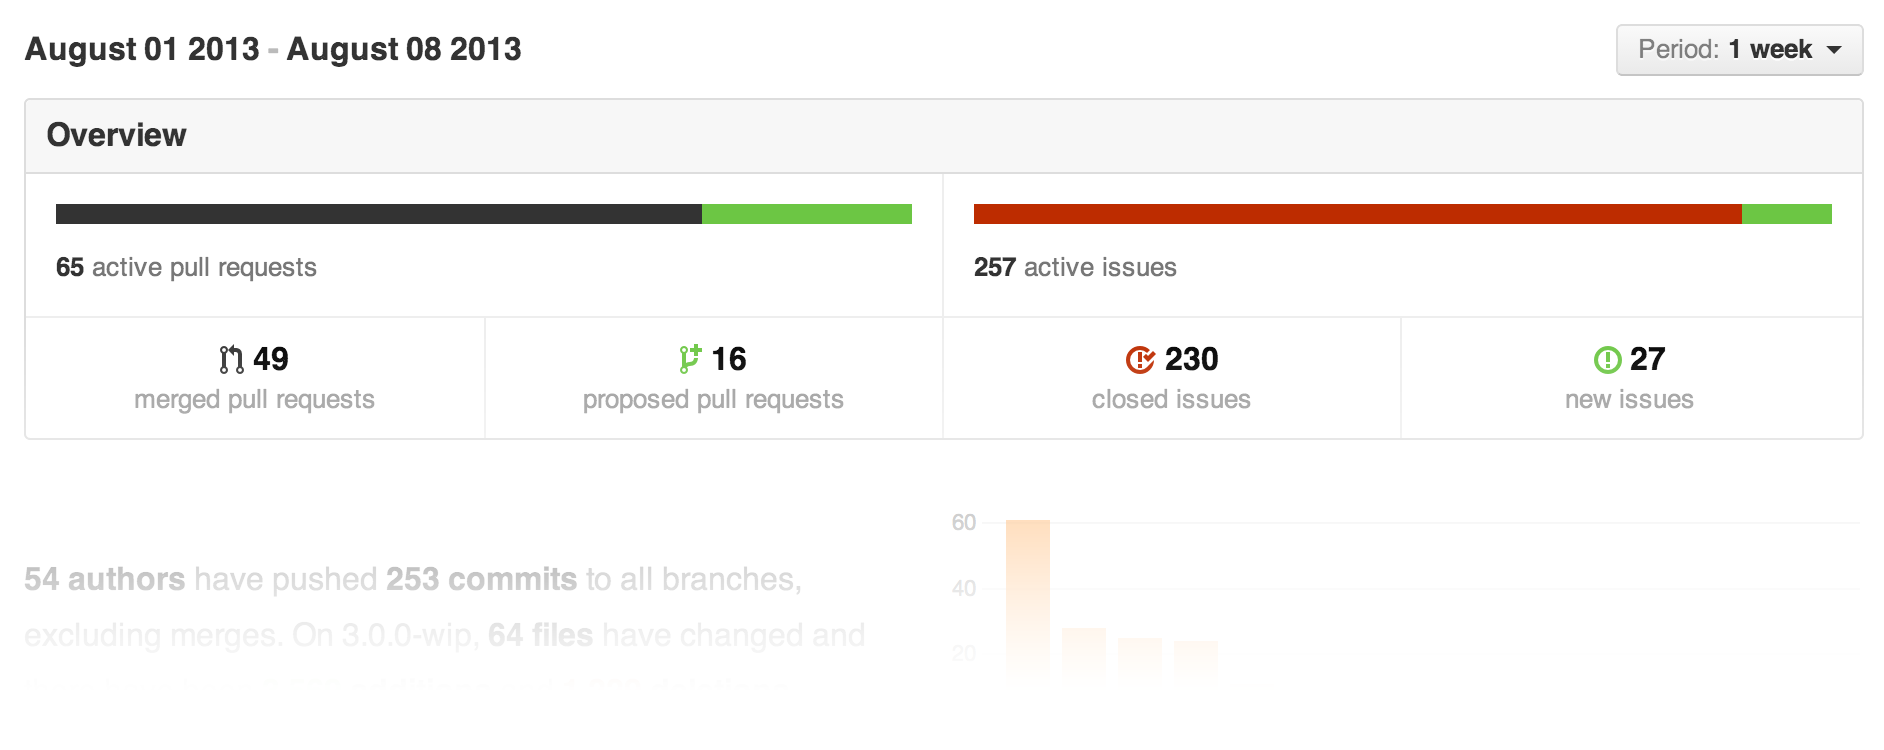 August 01 2013 - August 08 2013
Period: 1 week
Overview
65 active pull requests
257 active issues
49
merged pull requests
16
proposed pull requests
230
closed issues
27
new issues
54 authors have pushed 253 commits to all branches,
excluding merges. On 3.0.0-wip, 64 files have changed and
60
40
20